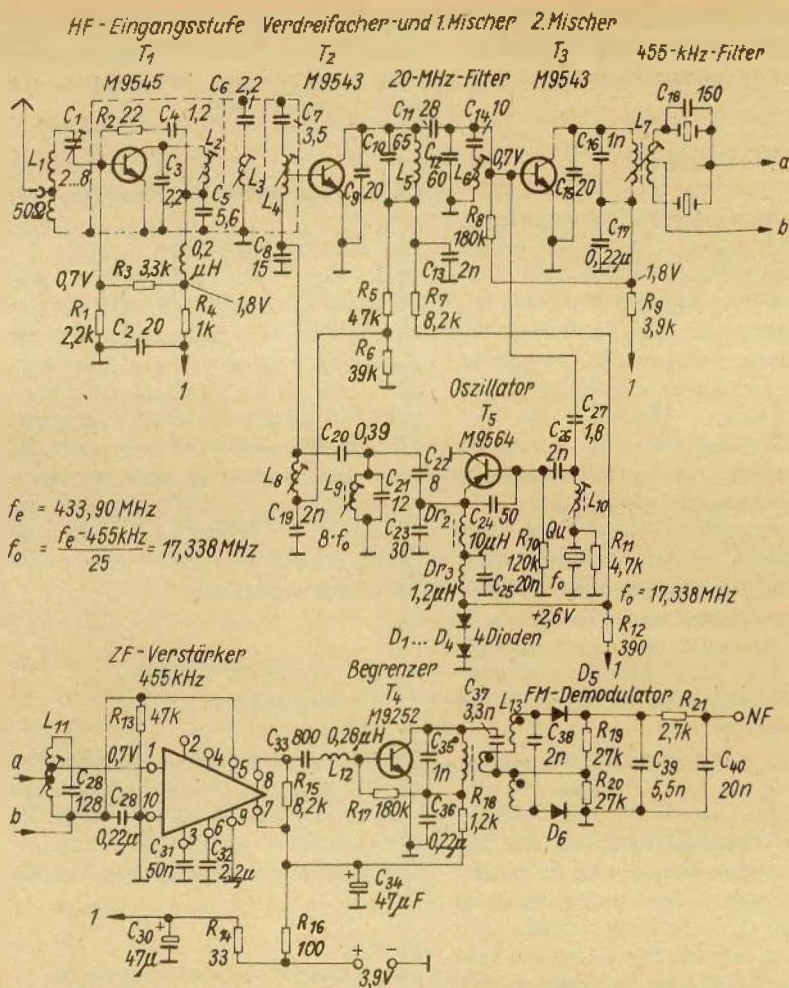 HF-Eingangsstufe Verdreifacher-und 1.Mischer 2.Mischer
T1 T2 T3 455-kHz-Filter
M9545 C6 2,2 M9543 20-MHz-Filter M9543 C18 150
C1 R2 22 C4 1,2 C7 3,5 C11 28 C14 10 C16 1n L7
L1 2...8 C3 2,2 L2 L3 L4 C10 65 L5 C12 60 L6 0,7V a
50Ω C5 5,6 C9 20 R8 180k C15 20 b
C8 15 C13 2n C17 0,22µ
0,7V R3 3,3k 0,2 µH 1,8V R5 47k R7 8,2k 1,8V
R1 2,2k C2 20 R4 1k R9 3,9k
1 R6 39k 1
Oszillator
T5
M9564 C27 1,8
C20 0,39 C22 8 C26 2n
L8 L9 C21 12 L10
fe = 433,90 MHz
C19 2n 8·fo C23 30 Dr2 C24 50
fo = fe-455kHz / 25 = 17,338 MHz
10µH R10 120k Qu fo R11 4,7k
Dr3 1,2µH C25 20n
fo = 17,338 MHz
+2,6V
D1...D4 4Dioden R12 390
1
ZF-Verstärker
455kHz
Begrenzer
T4
M9252
D5
FM-Demodulator
L11 R13 47k C37 3,3n L13 R21 NF
a 0,7V 1 2 4 5 8 C33 800 0,28µH C35 1n C38 2n R19 27k 2,7k
C28 128 L12 C39 5,5n C40 20n
b C28 0,22µ 10 3 6 9 7 R15 8,2k R17 180k C36 0,22µ R18 1,2k R20 27k
C31 50n C32 2,2µ D6
C34 47µF
1
C30 47µ R14 33 R16 100
+ -
3,9V